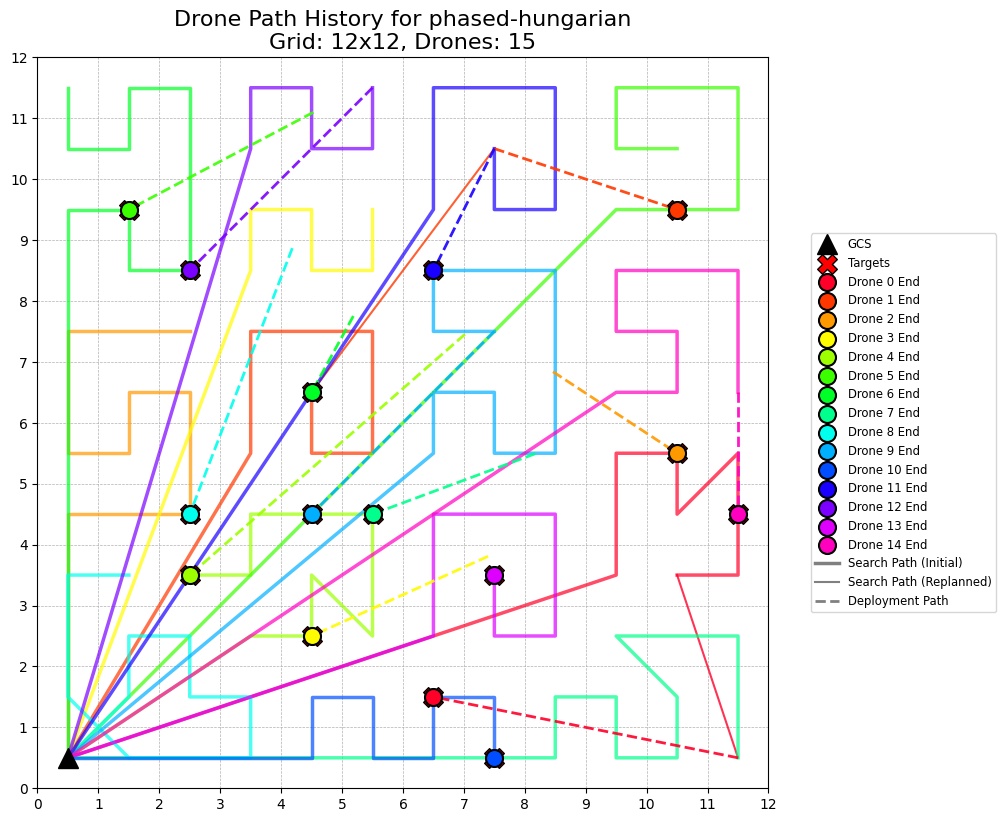 Drone Path History for phased-hungarian
Grid: 12x12, Drones: 15
12
11
10
9
8
7
6
5
4
3
2
1
0
0 1 2 3 4 5 6 7 8 9 10 11 12
GCS
Targets
Drone 0 End
Drone 1 End
Drone 2 End
Drone 3 End
Drone 4 End
Drone 5 End
Drone 6 End
Drone 7 End
Drone 8 End
Drone 9 End
Drone 10 End
Drone 11 End
Drone 12 End
Drone 13 End
Drone 14 End
Search Path (Initial)
Search Path (Replanned)
Deployment Path